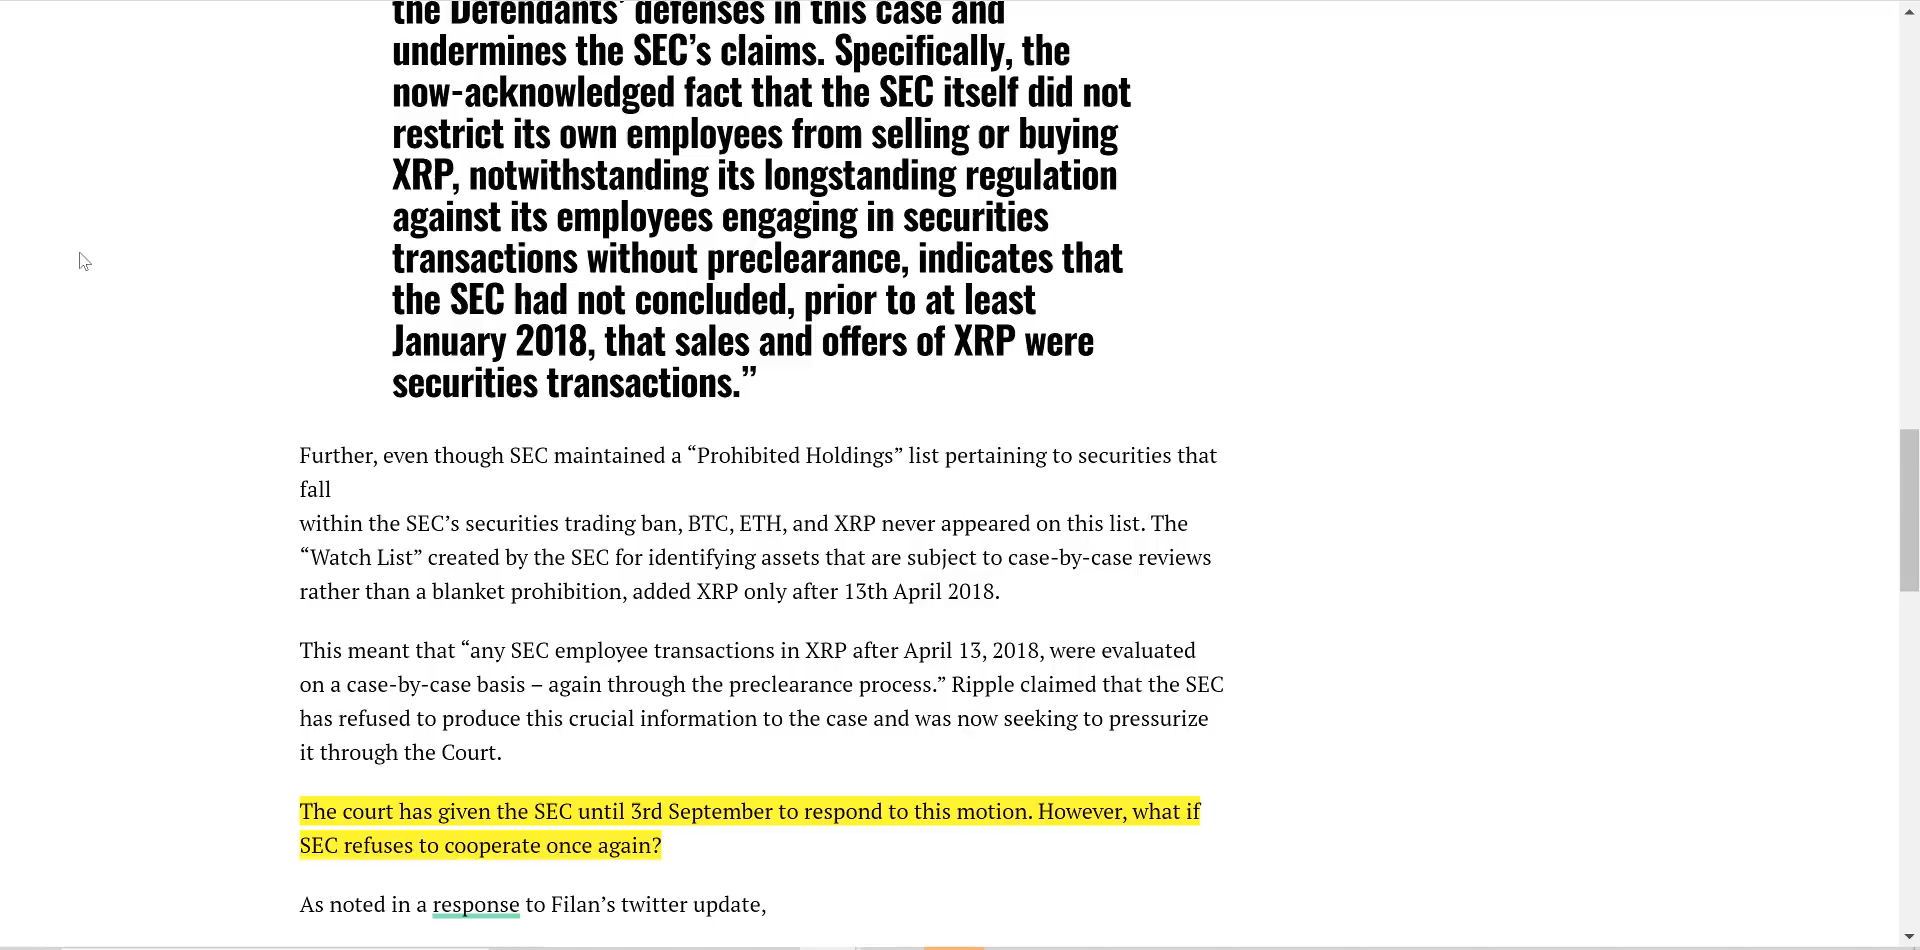 the Defendants’ defenses in this case and
undermines the SEC’s claims. Specifically, the
now-acknowledged fact that the SEC itself did not
restrict its own employees from selling or buying
XRP, notwithstanding its longstanding regulation
against its employees engaging in securities
transactions without preclearance, indicates that
the SEC had not concluded, prior to at least
January 2018, that sales and offers of XRP were
securities transactions.”
Further, even though SEC maintained a “Prohibited Holdings” list pertaining to securities that
fall
within the SEC’s securities trading ban, BTC, ETH, and XRP never appeared on this list. The
“Watch List” created by the SEC for identifying assets that are subject to case-by-case reviews
rather than a blanket prohibition, added XRP only after 13th April 2018.
This meant that “any SEC employee transactions in XRP after April 13, 2018, were evaluated
on a case-by-case basis – again through the preclearance process.” Ripple claimed that the SEC
has refused to produce this crucial information to the case and was now seeking to pressurize
it through the Court.
The court has given the SEC until 3rd September to respond to this motion. However, what if
SEC refuses to cooperate once again?
As noted in a response to Filan’s twitter update,